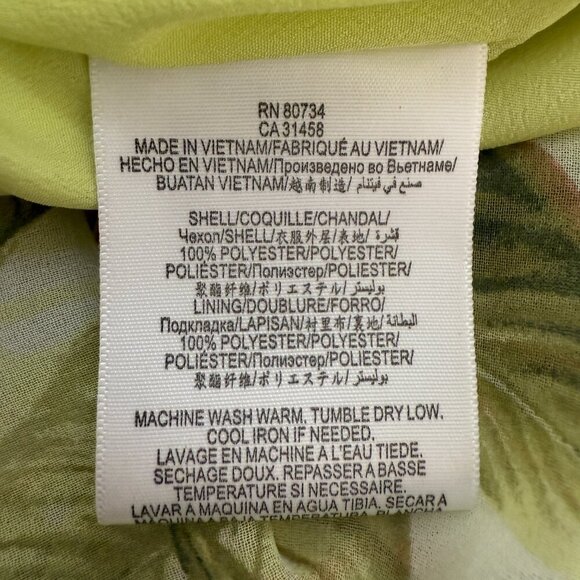 RN 80734
CA 31458
MADE IN VIETNAM/FABRIQUÉ AU VIETNAM/
HECHO EN VIETNAM/Произведено во Вьетнаме/
BUATAN VIETNAM/越南制造/ صنع في فيتنام
SHELL/COQUILLE/CHANDAL/
Чехол/SHELL/衣服外层/表地/ قشرة
100% POLYESTER/POLYESTER/
POLIÉSTER/Полиэстер/POLIESTER/
聚酯纤维/ポリエステル/ بوليستر
LINING/DOUBLURE/FORRO/
Подкладка/LAPISAN/衬里布/裏地/ البطانة
100% POLYESTER/POLYESTER/
POLIÉSTER/Полиэстер/POLIESTER/
聚酯纤维/ポリエステル/ بوليستر
MACHINE WASH WARM. TUMBLE DRY LOW.
COOL IRON IF NEEDED.
LAVAGE EN MACHINE A L'EAU TIEDE.
SECHAGE DOUX. REPASSER A BASSE
TEMPERATURE SI NECESSAIRE.
LAVAR A MAQUINA EN AGUA TIBIA. SECAR A
MAQUINA BAJA TEMPERATURA. PLANCHA